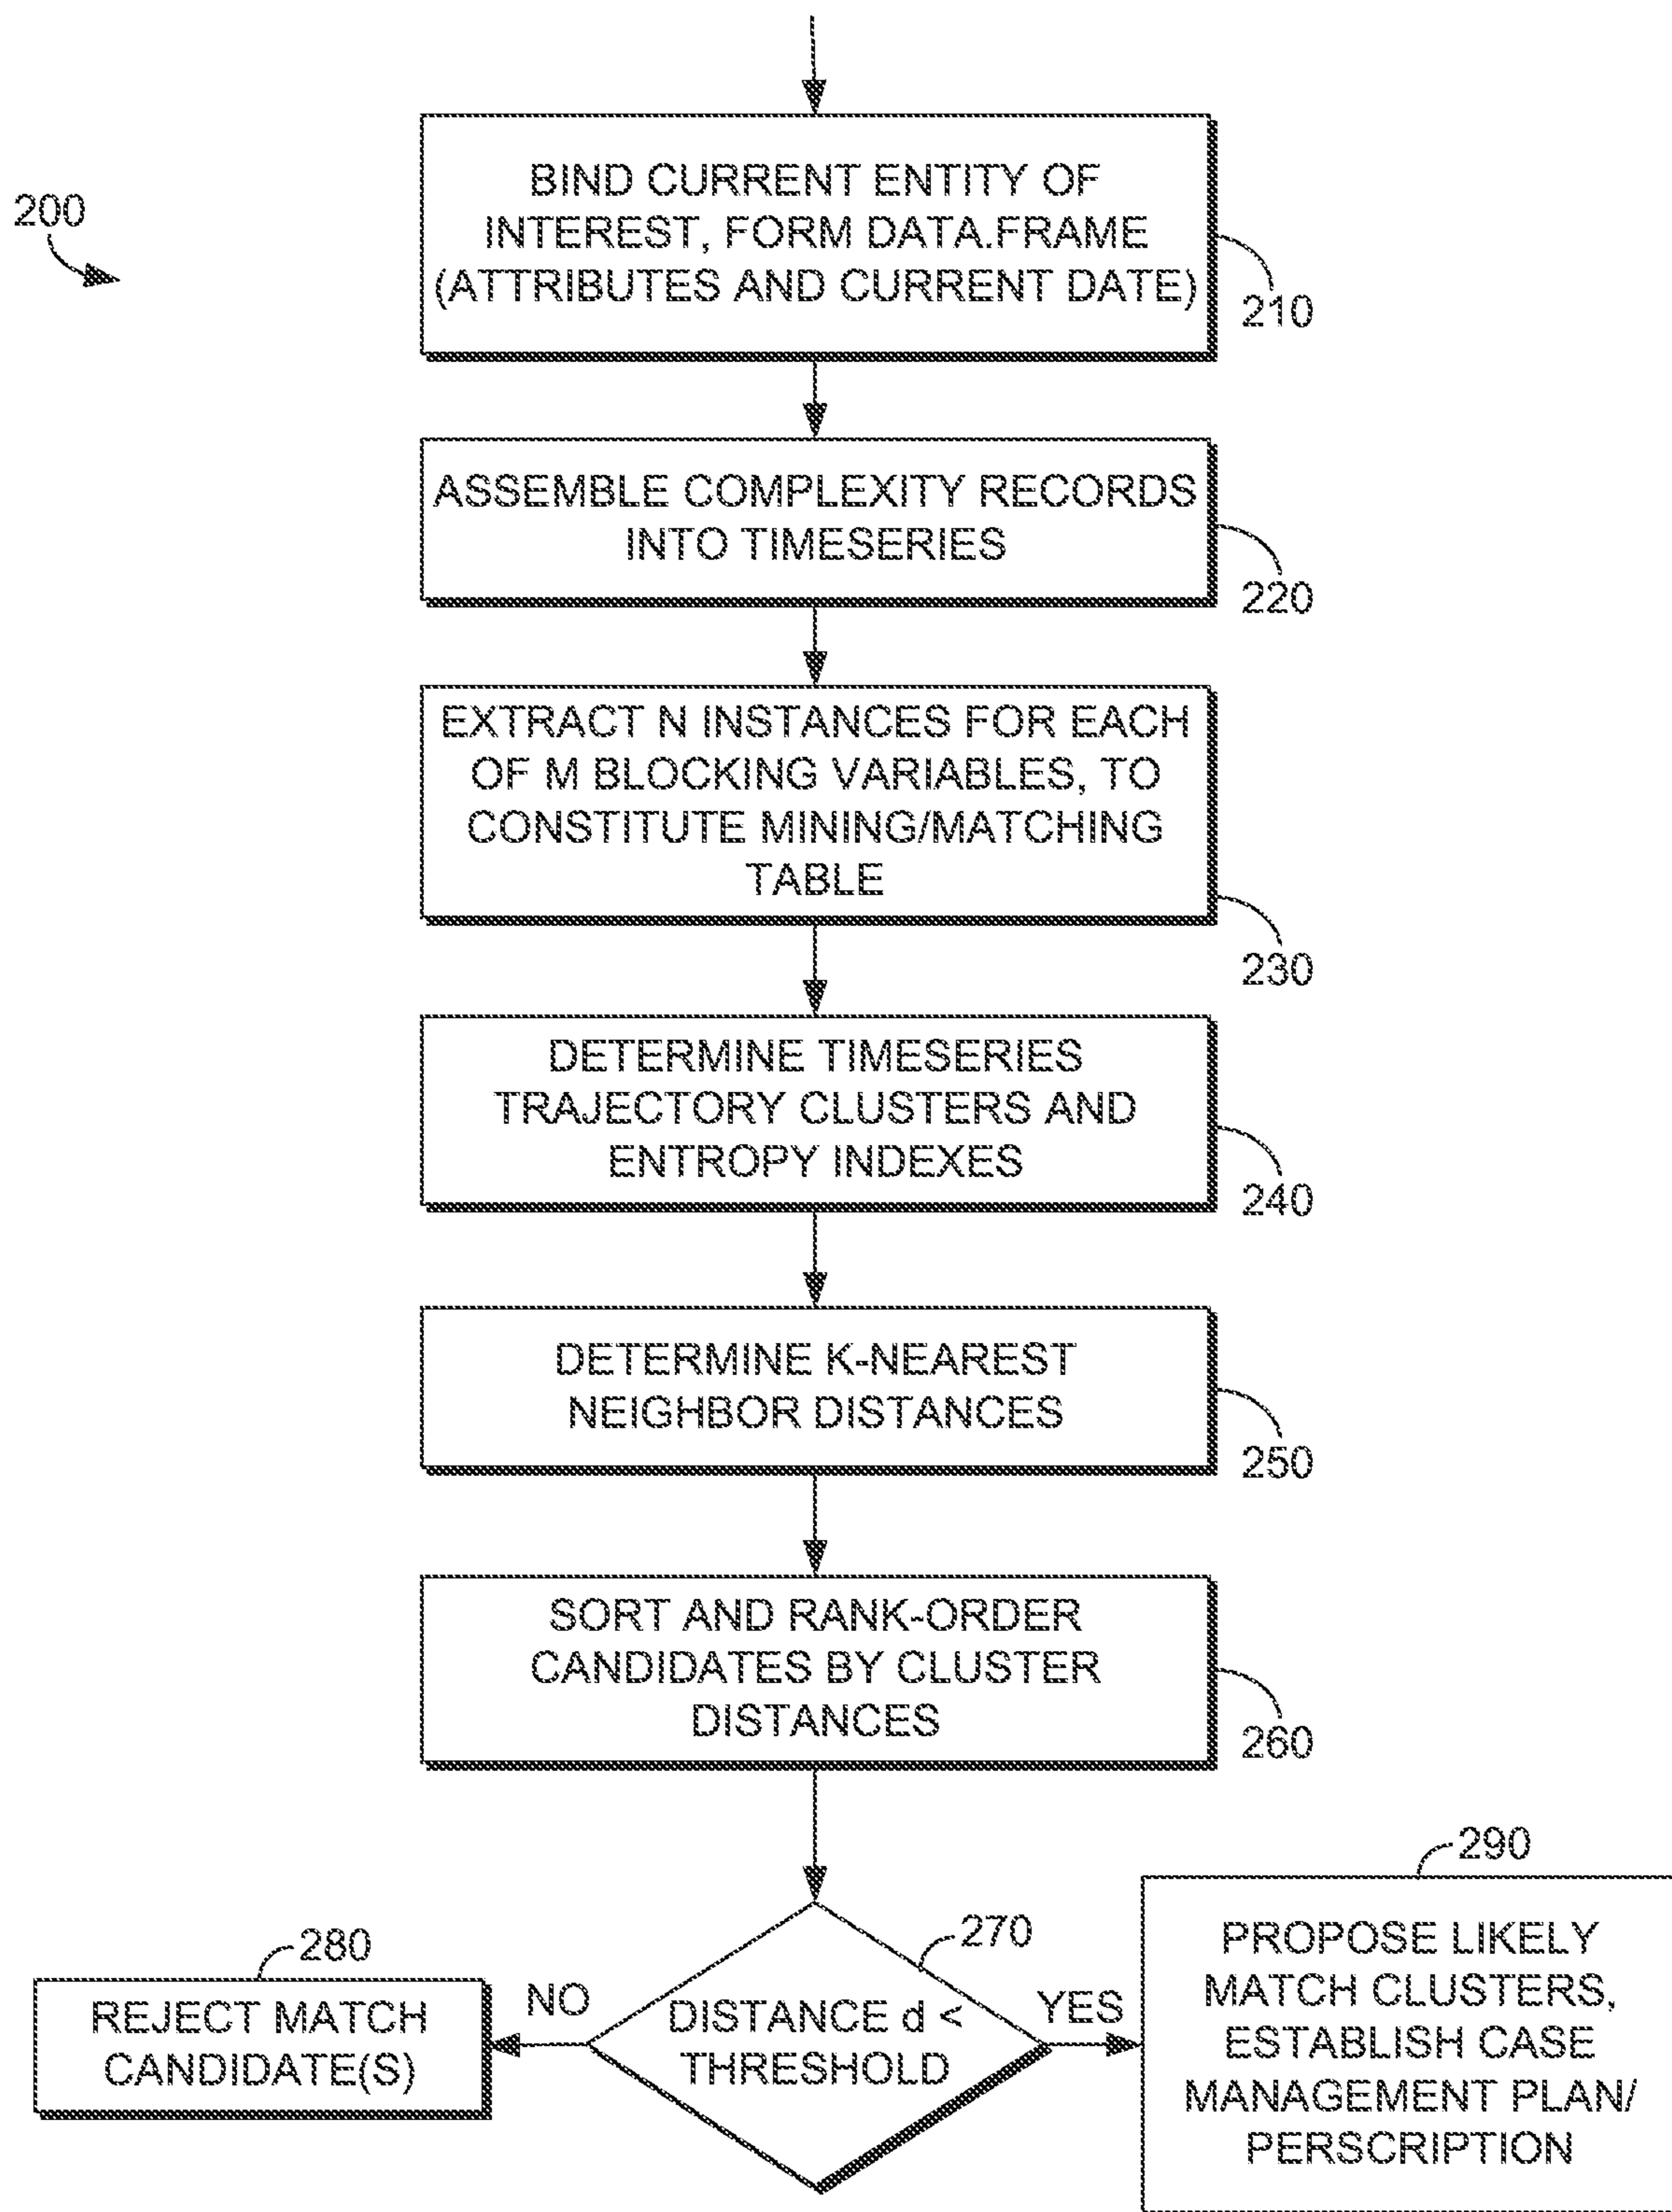 200
BIND CURRENT ENTITY OF
INTEREST, FORM DATA.FRAME
(ATTRIBUTES AND CURRENT DATE)
210
ASSEMBLE COMPLEXITY RECORDS
INTO TIMESERIES
220
EXTRACT N INSTANCES FOR EACH
OF M BLOCKING VARIABLES, TO
CONSTITUTE MINING/MATCHING
TABLE
230
DETERMINE TIMESERIES
TRAJECTORY CLUSTERS AND
ENTROPY INDEXES
240
DETERMINE K-NEAREST
NEIGHBOR DISTANCES
250
SORT AND RANK-ORDER
CANDIDATES BY CLUSTER
DISTANCES
260
270
DISTANCE d <
THRESHOLD
NO
280
REJECT MATCH
CANDIDATE(S)
YES
290
PROPOSE LIKELY
MATCH CLUSTERS,
ESTABLISH CASE
MANAGEMENT PLAN/
PERSCRIPTION